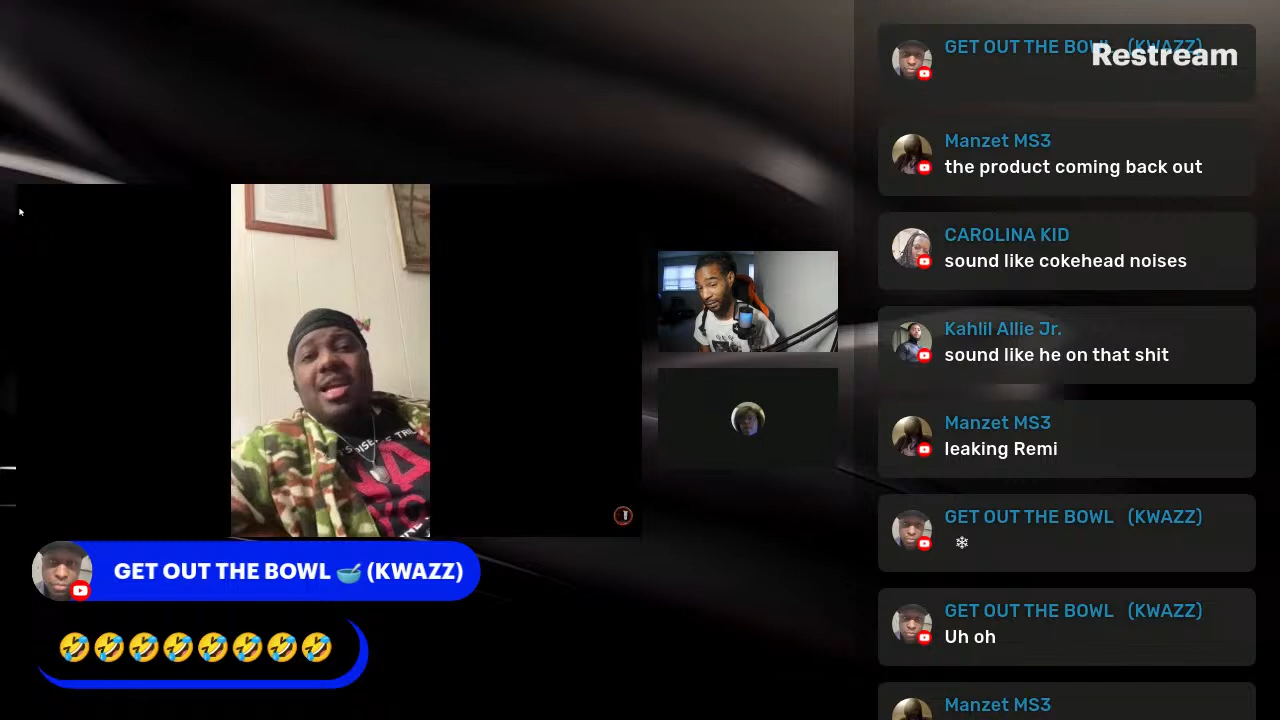 GET OUT THE BOWL (KWAZZ)
Restream
Manzet MS3
the product coming back out
CAROLINA KID
sound like cokehead noises
Kahlil Allie Jr.
sound like he on that shit
Manzet MS3
leaking Remi
GET OUT THE BOWL (KWAZZ)
❄
GET OUT THE BOWL (KWAZZ)
Uh oh
Manzet MS3
GET OUT THE BOWL 🥣 (KWAZZ)
🤣🤣🤣🤣🤣🤣🤣🤣